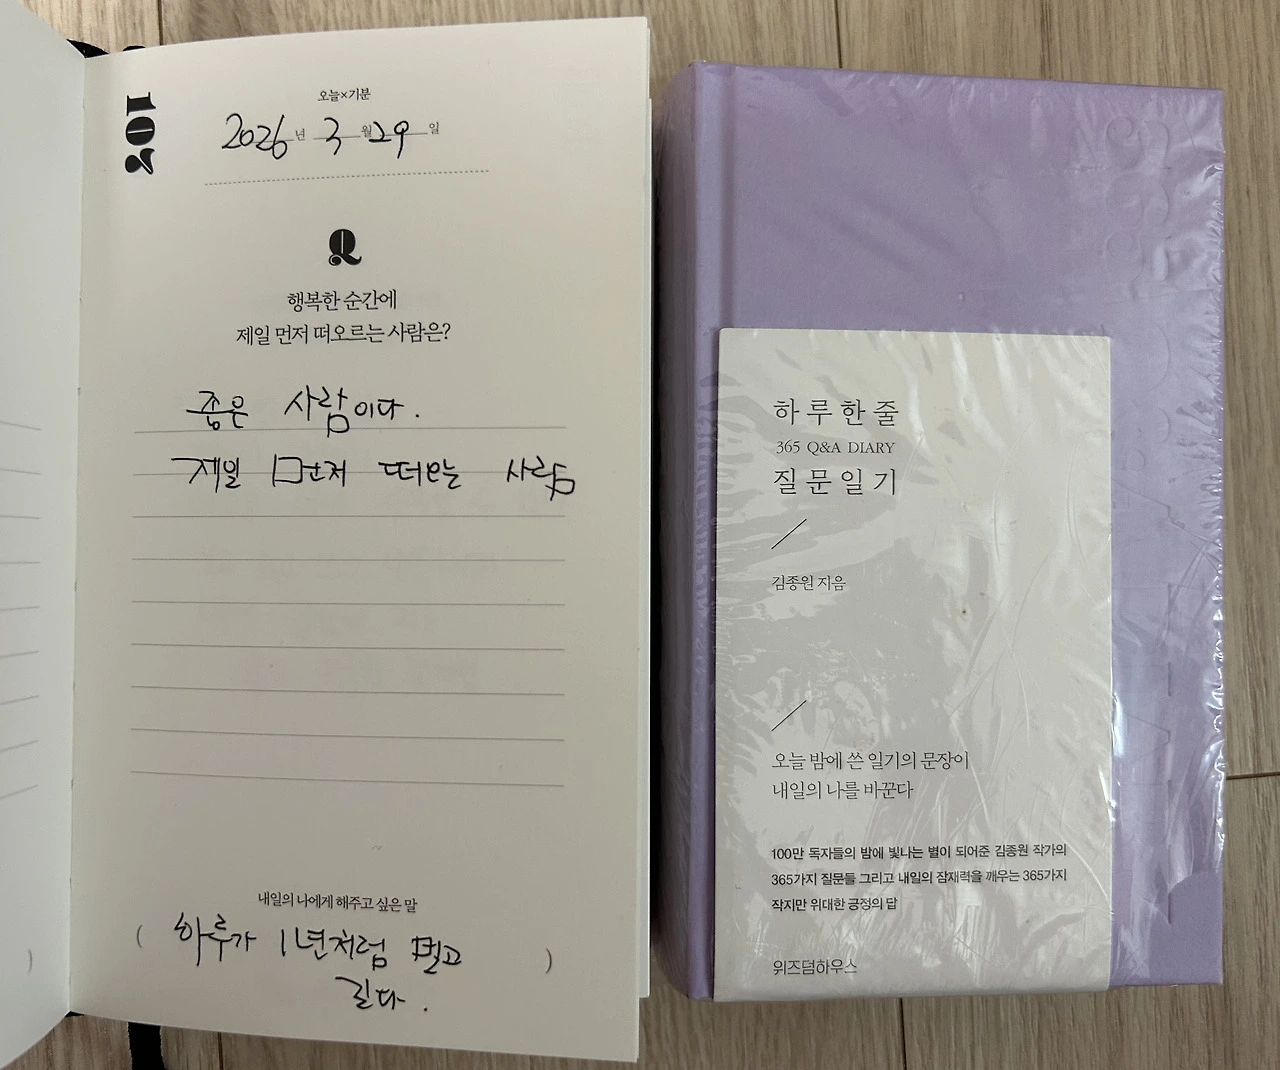 107
오늘×기분
2026년 3월 29일
Q
행복한 순간에
제일 먼저 떠오르는 사람은?
좋은 사람이다.
제일 먼저 떠오는 사람
내일의 나에게 해주고 싶은 말
( 하루가 1년처럼 멀고 )
길다.
하루 한 줄
365 Q&A DIARY
질문 일기
김종원 지음
오늘 밤에 쓴 일기의 문장이
내일의 나를 바꾼다
100만 독자들의 밤에 빛나는 별이 되어준 김종원 작가의
365가지 질문들 그리고 내일의 잠재력을 깨우는 365가지
작지만 위대한 긍정의 답
위즈덤하우스